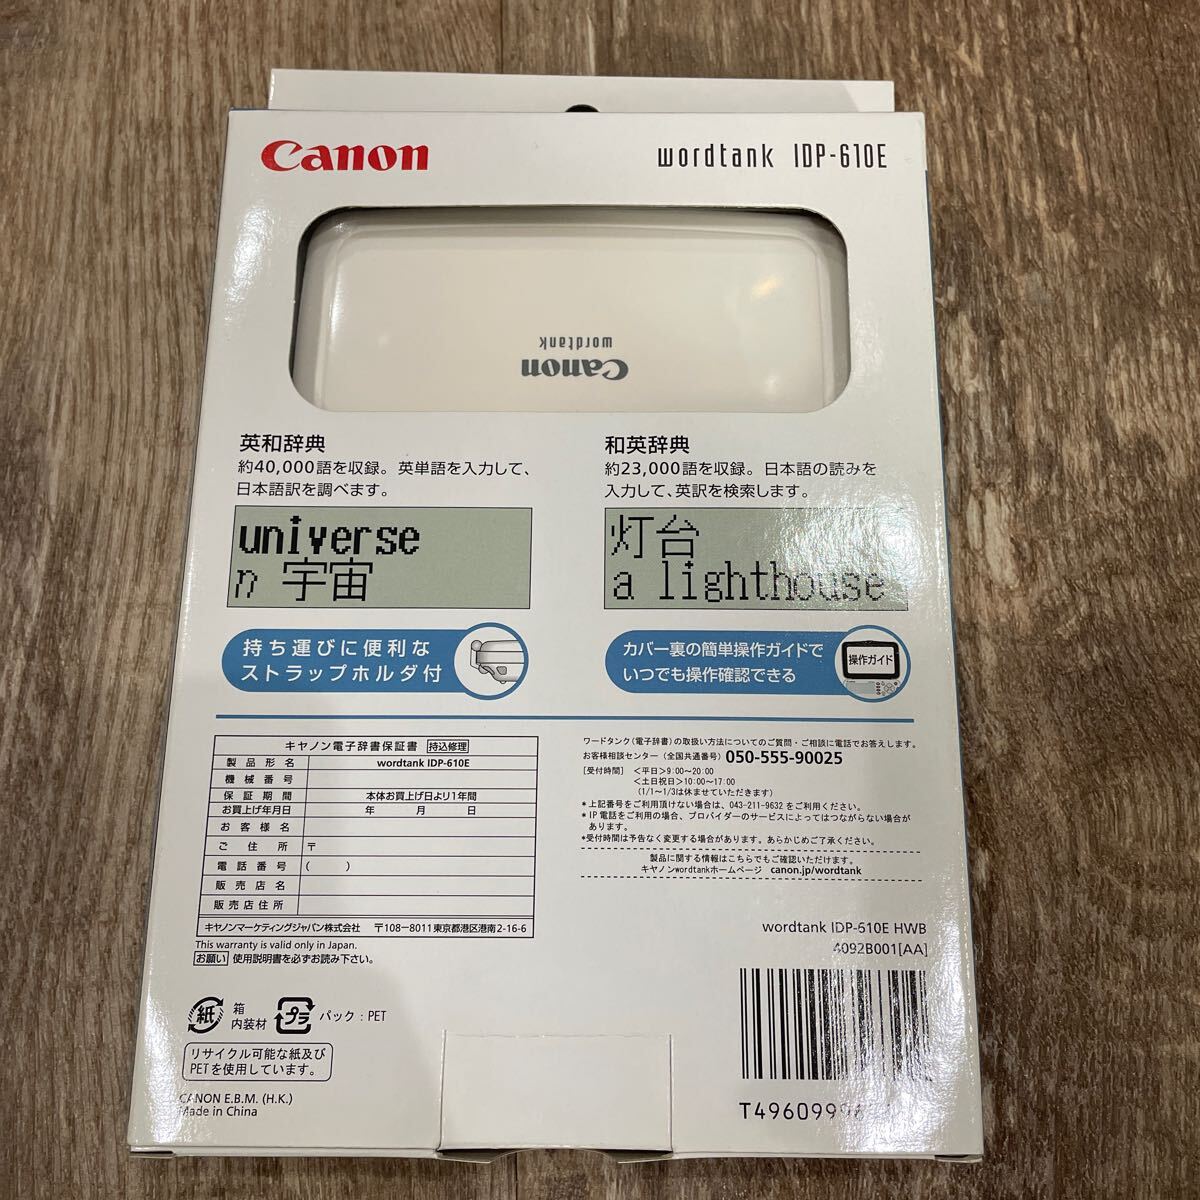 Canon
wordtank IDP-610E
wordtank
Canon
英和辞典
約40,000語を収録。英単語を入力して、
日本語訳を調べます。
universe
n 宇宙
持ち運びに便利な
ストラップホルダ付
和英辞典
約23,000語を収録。日本語の読みを
入力して、英訳を検索します。
灯台
a lighthouse
カバー裏の簡単操作ガイドで
いつでも操作確認できる
操作ガイド
キヤノン電子辞書保証書 持込修理
製品形名 wordtank IDP-610E
機械番号
保証期間 本体お買上げ日より1年間
お買上げ年月日 年 月 日
お客様名
ご住所 〒
電話番号 ( )
販売店名
販売店住所
キヤノンマーケティングジャパン株式会社 〒108-8011東京都港区港南2-16-6
This warranty is valid only in Japan.
お願い 使用説明書を必ずお読み下さい。
ワードタンク(電子辞書)の取扱い方法についてのご質問・ご相談に電話でお答えします。
お客様相談センター(全国共通番号) 050-555-90025
[受付時間] <平日>9:00~20:00
<土日祝日>10:00~17:00
(1/1~1/3は休ませていただきます)
*上記番号をご利用頂けない場合は、043-211-9632 をご利用ください。
*IP電話をご利用の場合、プロバイダーのサービスによってはつながらない場合が
あります。
*受付時間は予告なく変更する場合があります。あらかじめご了承ください。
製品に関する情報はこちらでもご確認いただけます。
キヤノンwordtankホームページ canon.jp/wordtank
wordtank IDP-610E HWB
4092B001[AA]
紙 箱
内装材
プラ パック:PET
リサイクル可能な紙及び
PETを使用しています。
CANON E.B.M. (H.K.)
Made in China